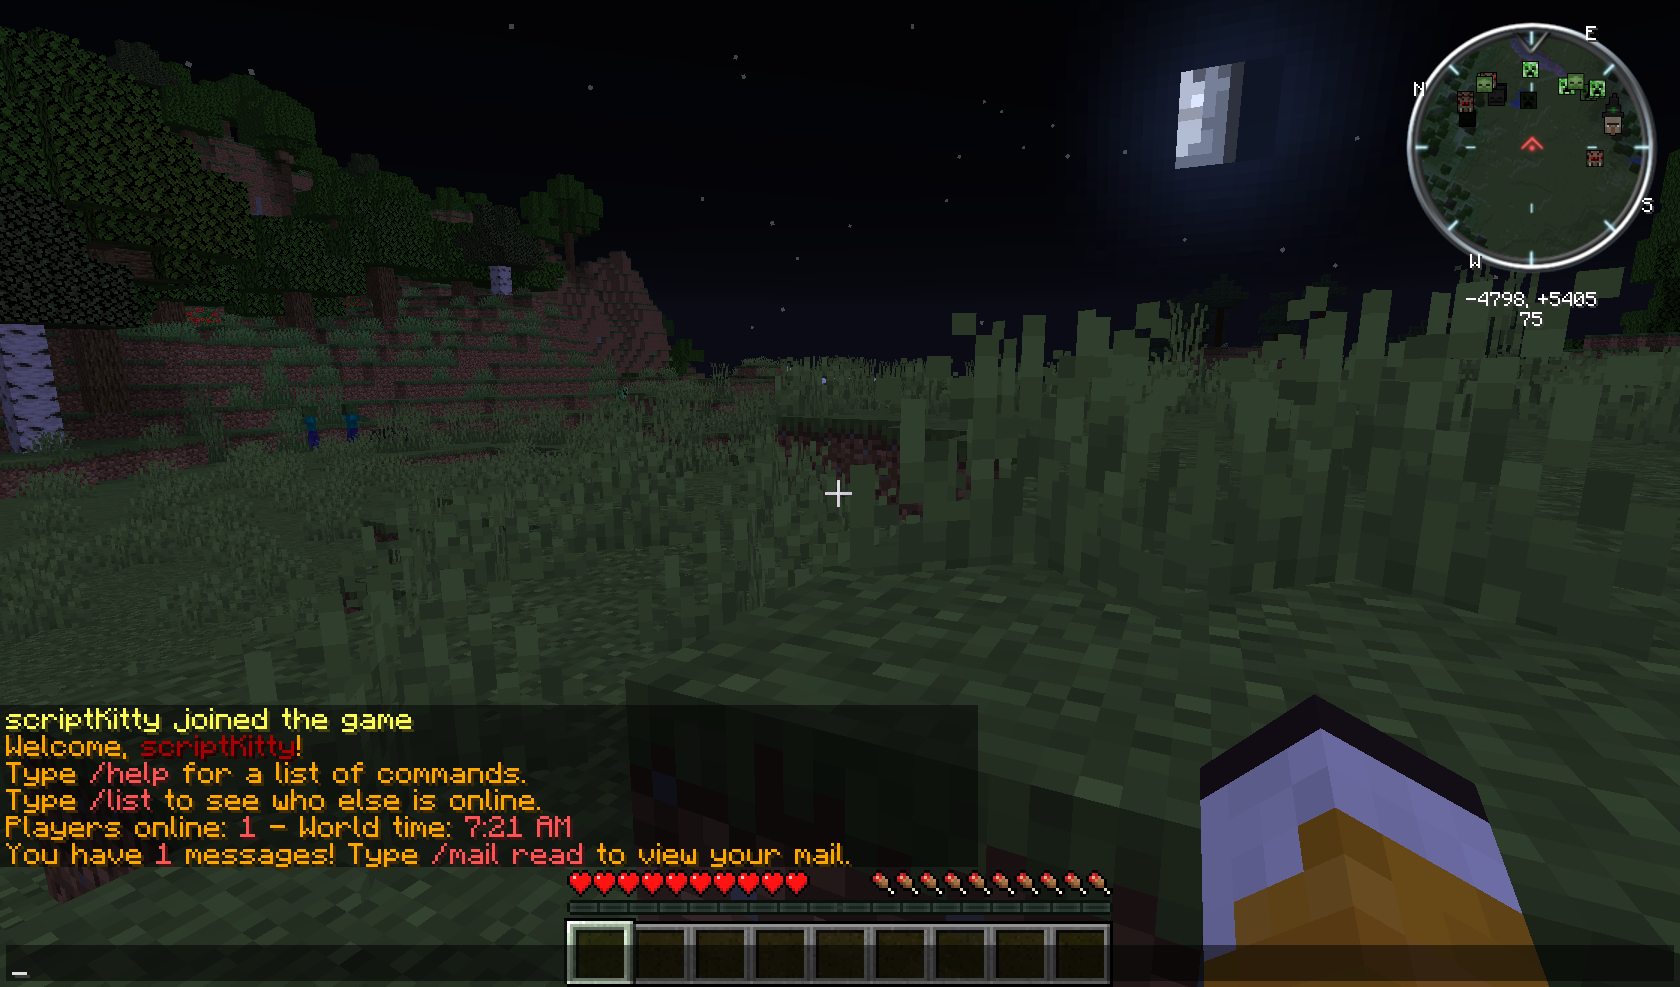 E
N
S
W
-4798, +5405
75
scriptKitty joined the game
Welcome, scriptKitty!
Type /help for a list of commands.
Type /list to see who else is online.
Players online: 1 - World time: 7:21 AM
You have 1 messages! Type /mail read to view your mail.
_